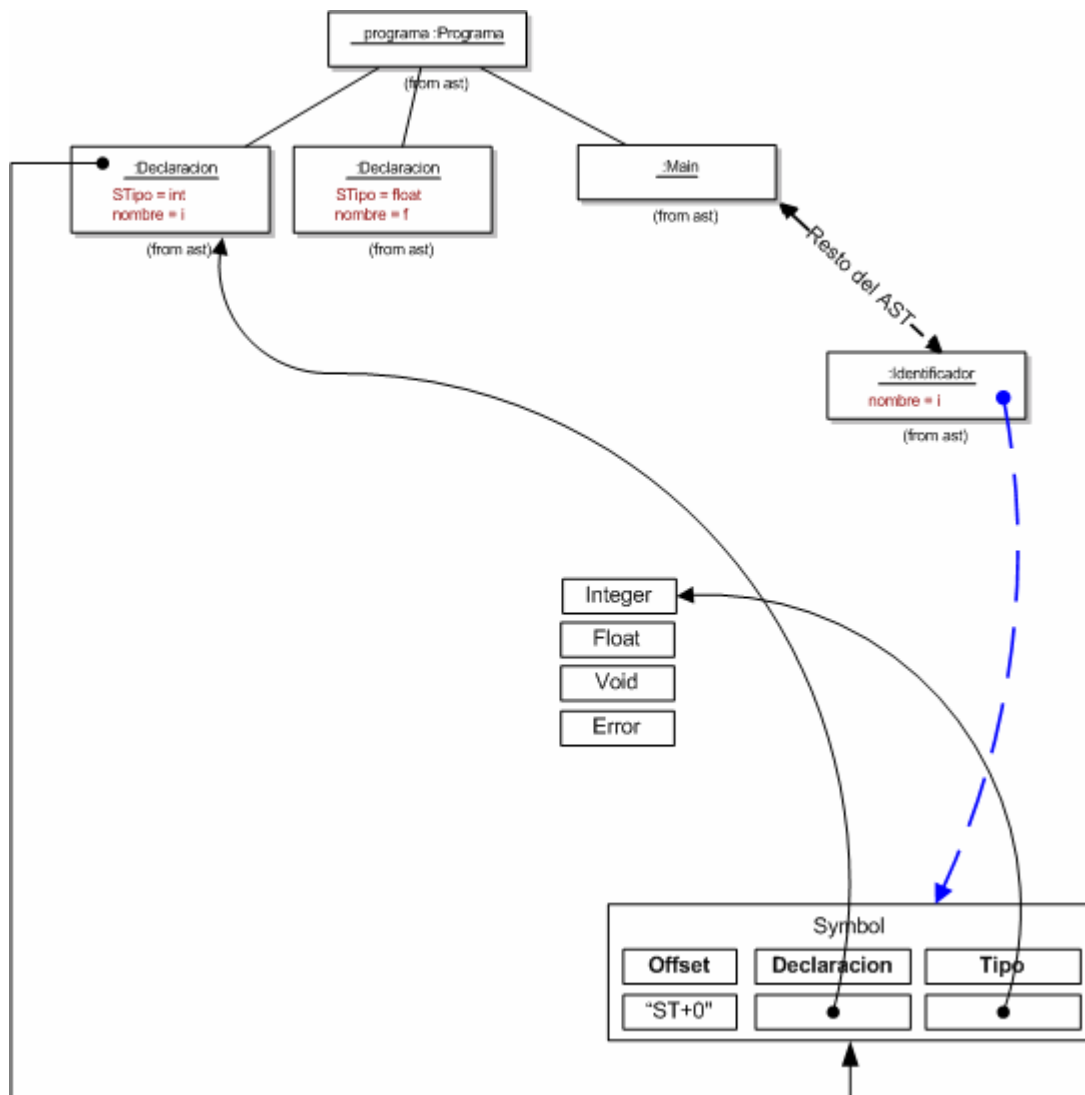 programa :Programa
(from ast)
:Declaracion
STipo = int
nombre = i
(from ast)
:Declaracion
STipo = float
nombre = f
(from ast)
:Main
(from ast)
Resto del AST
:Identificador
nombre = i
(from ast)
Integer
Float
Void
Error
Symbol
Offset Declaracion Tipo
“ST+0"